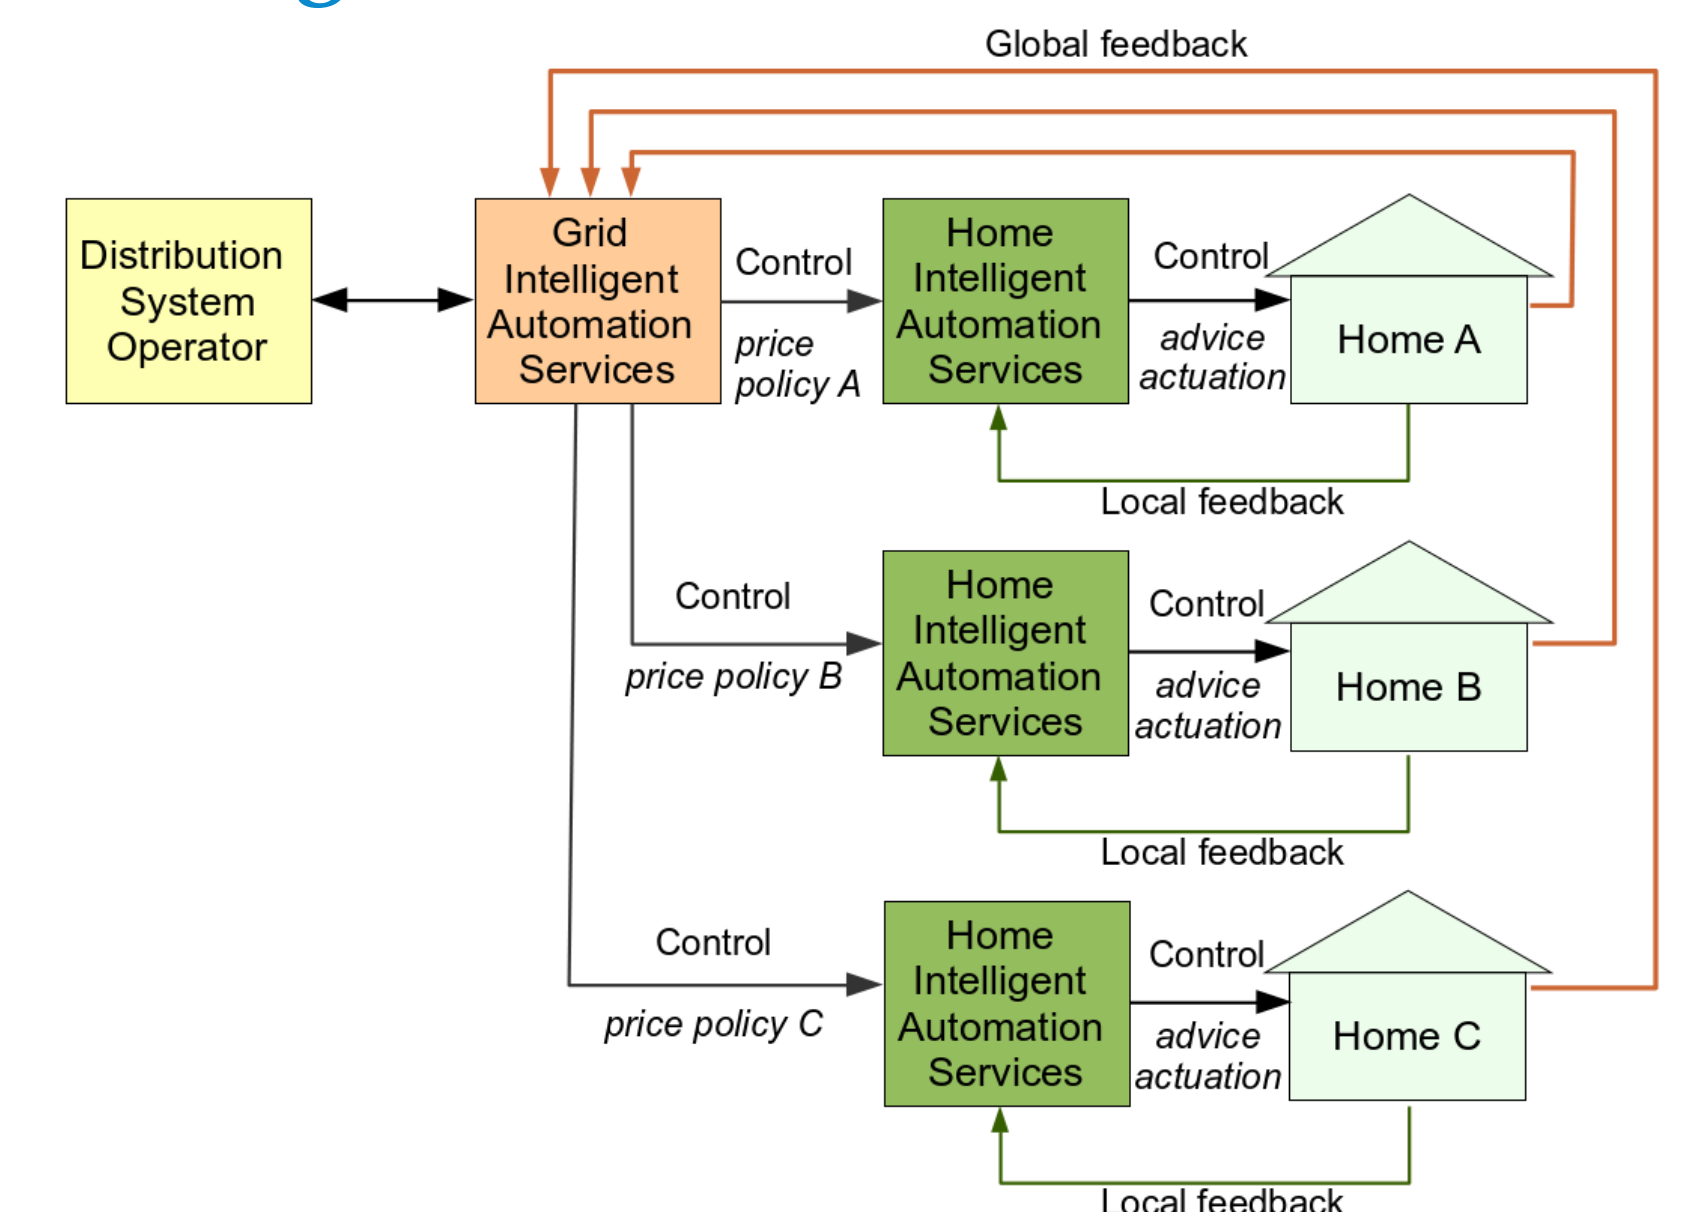 Global feedback
Distribution
System
Operator
Grid
Intelligent
Automation
Services
Control
price
policy A
Home
Intelligent
Automation
Services
Control
advice
actuation
Home A
Local feedback
Control
price policy B
Home
Intelligent
Automation
Services
Control
advice
actuation
Home B
Local feedback
Control
price policy C
Home
Intelligent
Automation
Services
Control
advice
actuation
Home C
Local feedback